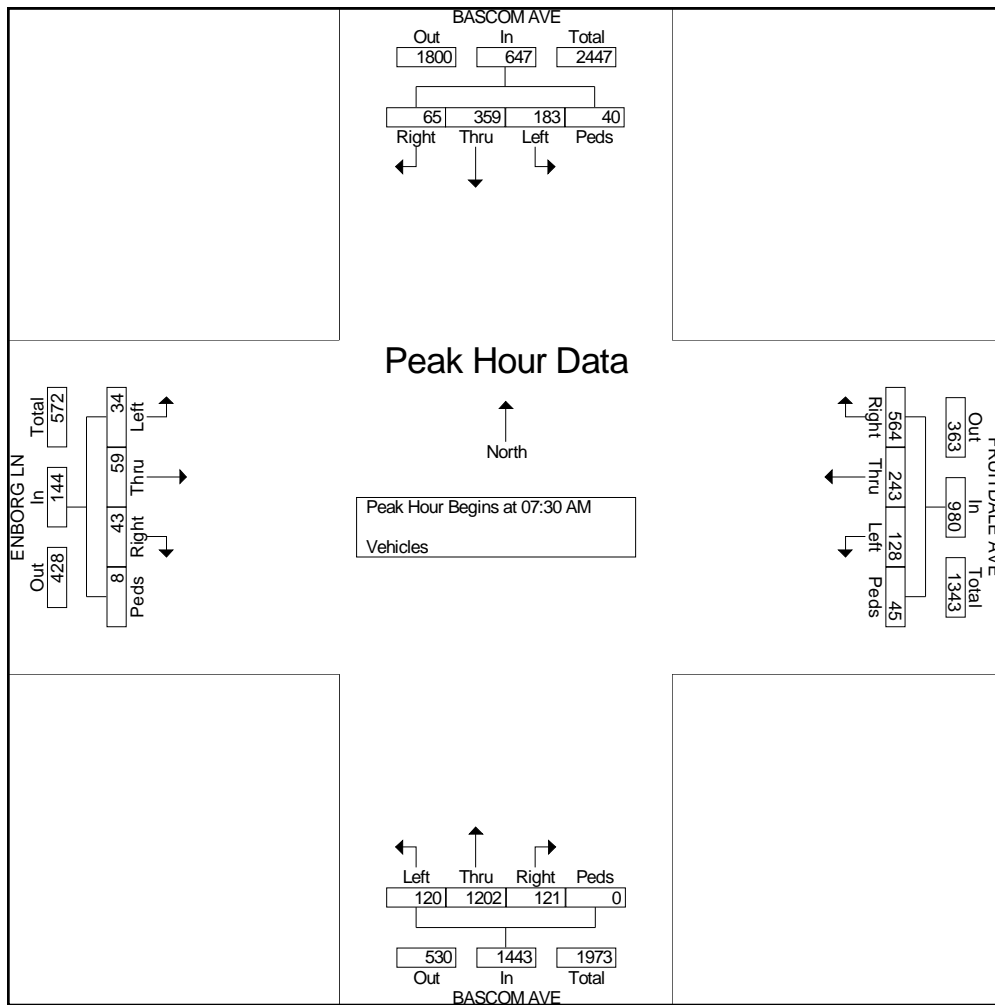 BASCOM AVE
Out In Total
1800 647 2447
65 359 183 40
Right Thru Left Peds
Peak Hour Data
North
Peak Hour Begins at 07:30 AM
Vehicles
ENBORG LN
Total In Out
572 144 428
34 59 43 8
Left Thru Right Peds
Right Thru Left Peds
564 243 128 45
Out In Total
363 980 1343
FRUITDALE AVE
Left Thru Right Peds
120 1202 121 0
530 1443 1973
Out In Total
BASCOM AVE